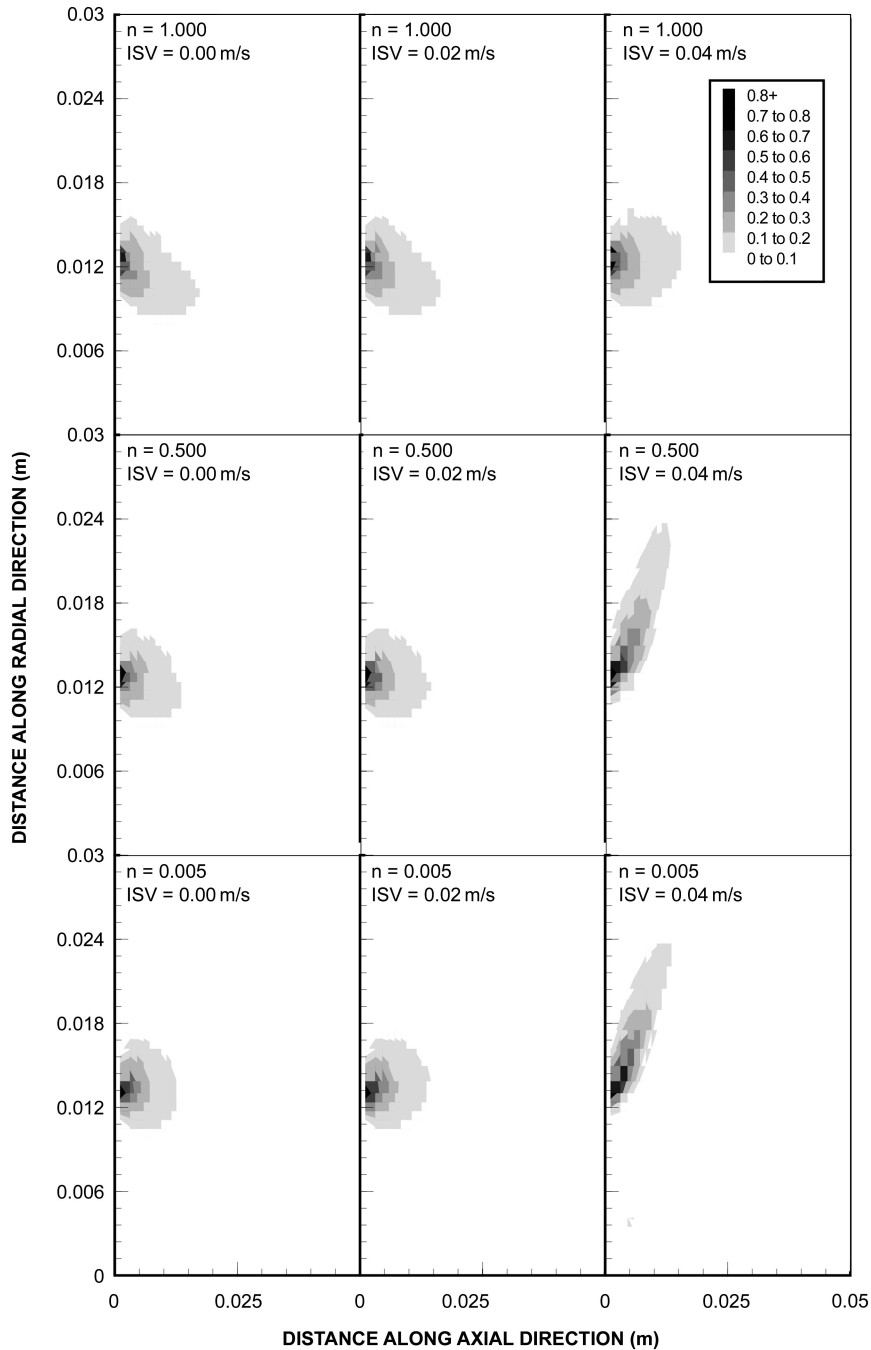 0.03
n = 1.000
ISV = 0.00 m/s
n = 1.000
ISV = 0.02 m/s
n = 1.000
ISV = 0.04 m/s
0.8+
0.7 to 0.8
0.6 to 0.7
0.5 to 0.6
0.4 to 0.5
0.3 to 0.4
0.2 to 0.3
0.1 to 0.2
0 to 0.1
0.024
0.018
0.012
0.006
0.03
n = 0.500
ISV = 0.00 m/s
n = 0.500
ISV = 0.02 m/s
n = 0.500
ISV = 0.04 m/s
0.024
0.018
0.012
0.006
0.03
n = 0.005
ISV = 0.00 m/s
n = 0.005
ISV = 0.02 m/s
n = 0.005
ISV = 0.04 m/s
0.024
0.018
0.012
0.006
0
DISTANCE ALONG RADIAL DIRECTION (m)
0
0.025
0
0.025
0
0.025
0.05
DISTANCE ALONG AXIAL DIRECTION (m)